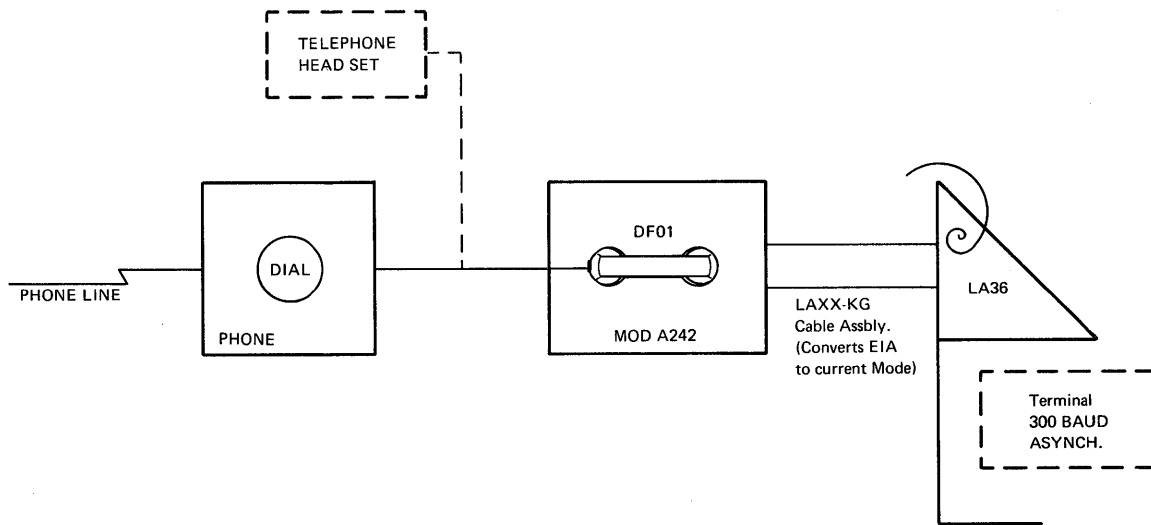 TELEPHONE
HEAD SET
PHONE LINE
DIAL
PHONE
DF01
MOD A242
LAXX-KG
Cable Assbly.
(Converts EIA
to current Mode)
LA36
Terminal
300 BAUD
ASYNCH.